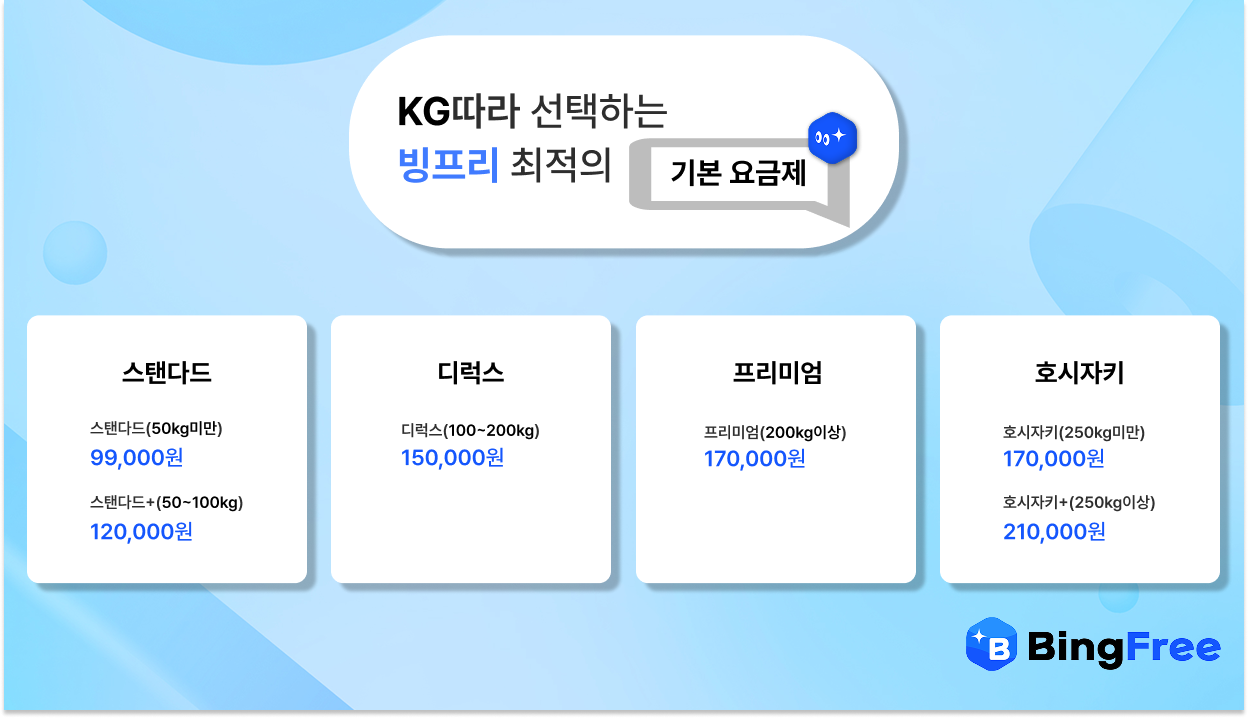 KG따라 선택하는
빙프리 최적의 기본 요금제
스탠다드
스탠다드(50kg미만)
99,000원
스탠다드+(50~100kg)
120,000원
디럭스
디럭스(100~200kg)
150,000원
프리미엄
프리미엄(200kg이상)
170,000원
호시자키
호시자키(250kg미만)
170,000원
호시자키+(250kg이상)
210,000원
B BingFree